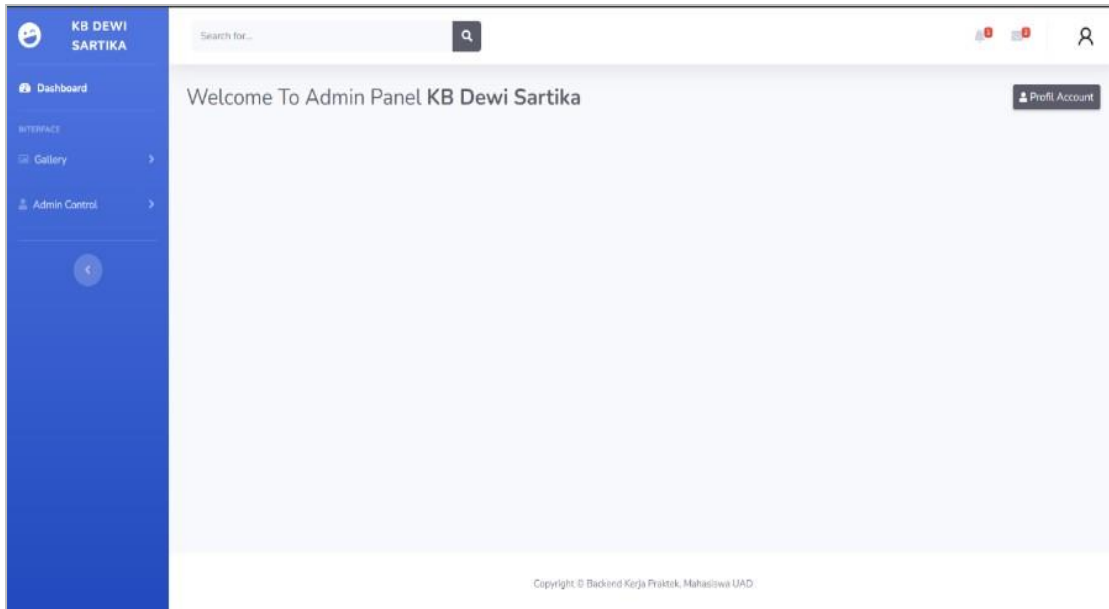 KB DEWI
SARTIKA
Search for...
Dashboard
Welcome To Admin Panel KB Dewi Sartika
Profil Account
INTERFACE
Gallery
Admin Control
Copyright © Backend Kerja Praktek, Mahasiswa UAD